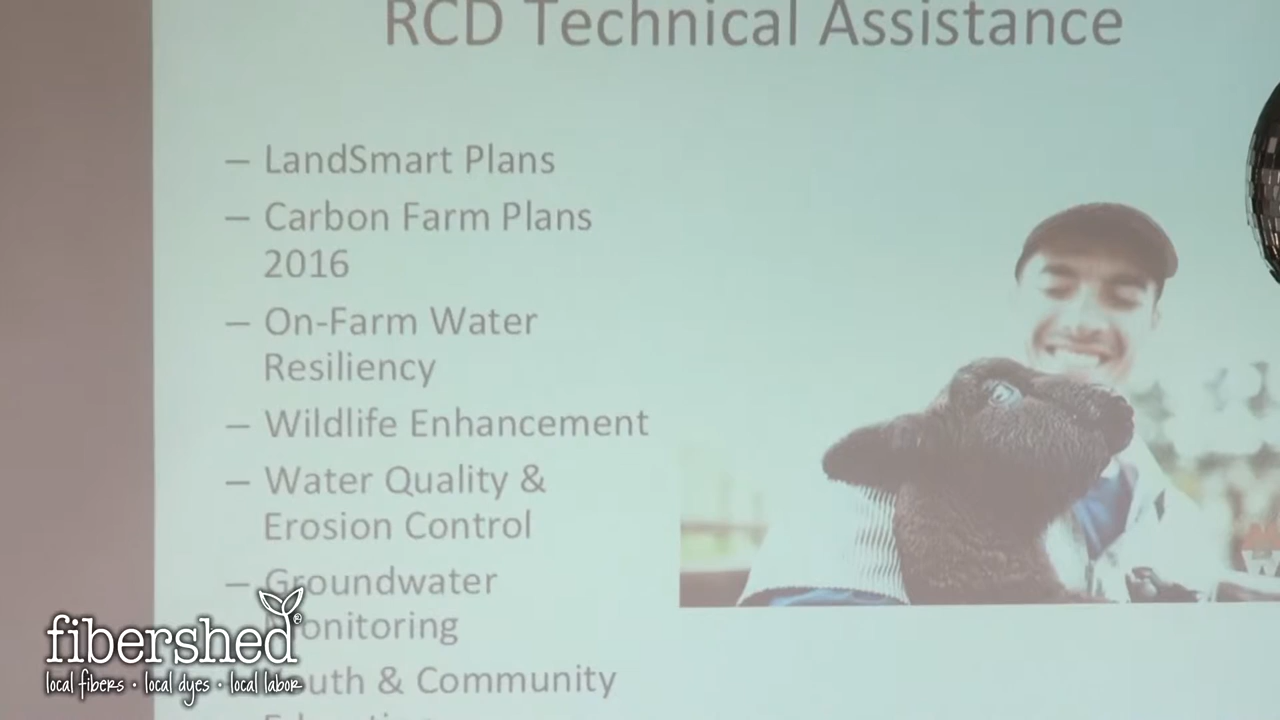 RCD Technical Assistance
– LandSmart Plans
– Carbon Farm Plans
2016
– On-Farm Water
Resiliency
– Wildlife Enhancement
– Water Quality &
Erosion Control
– Groundwater
Monitoring
Youth & Community
fibershed®
local fibers • local dyes • local labor